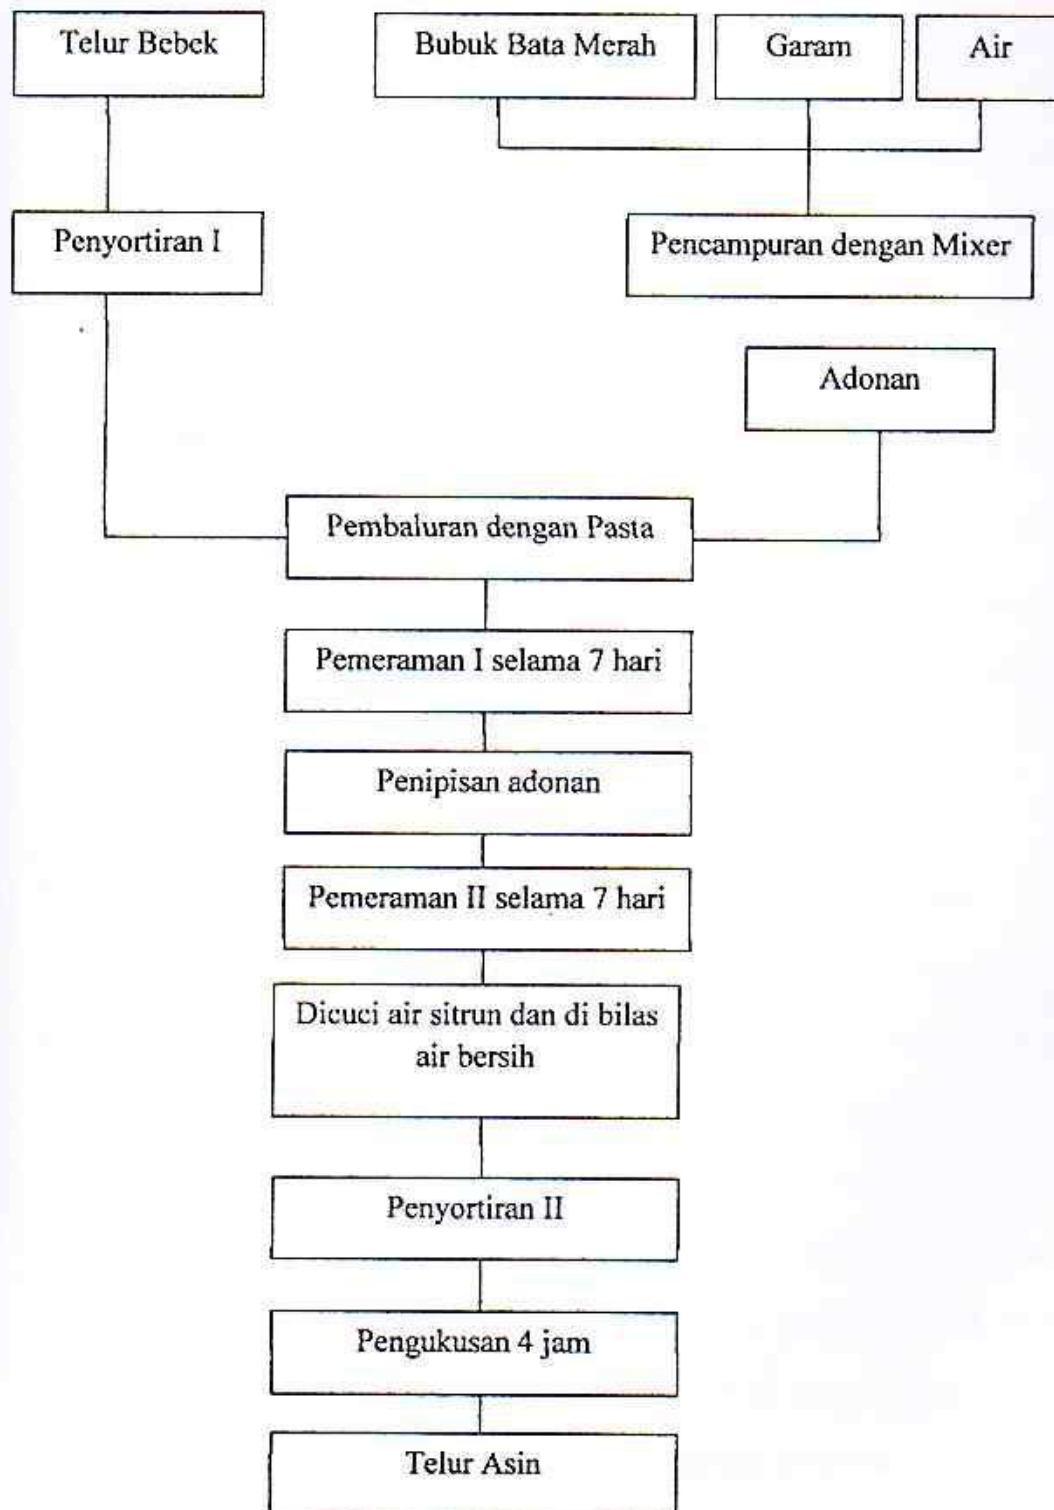 Telur Bebek
Bubuk Bata Merah
Garam
Air
Penyortiran I
Pencampuran dengan Mixer
Adonan
Pembaluran dengan Pasta
Pemeraman I selama 7 hari
Penipisan adonan
Pemeraman II selama 7 hari
Dicuci air sitrun dan di bilas
air bersih
Penyortiran II
Pengukusan 4 jam
Telur Asin